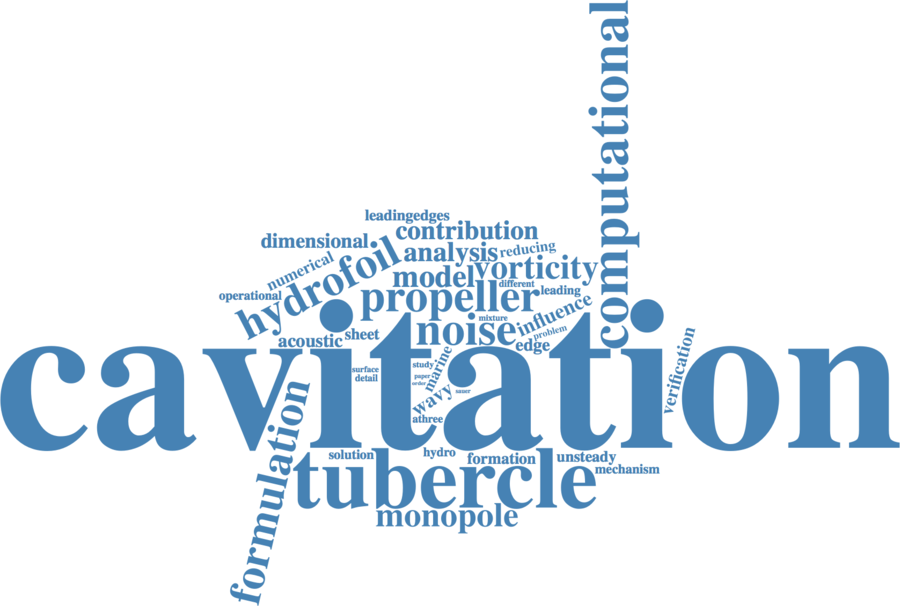 computational
leadingedges
contribution
dimensional
hydrofoil
analysis
reducing
numerical
model
vorticity
different
operational
propeller
leading
influence
noise
mixture
problem
acoustic
sheet
edge
cavitation
verification
surface
detail
study
paper
order
marine
wavy
sauer
athree
formulation
solution
hydro
formation
unsteady
mechanism
tubercle
monopole